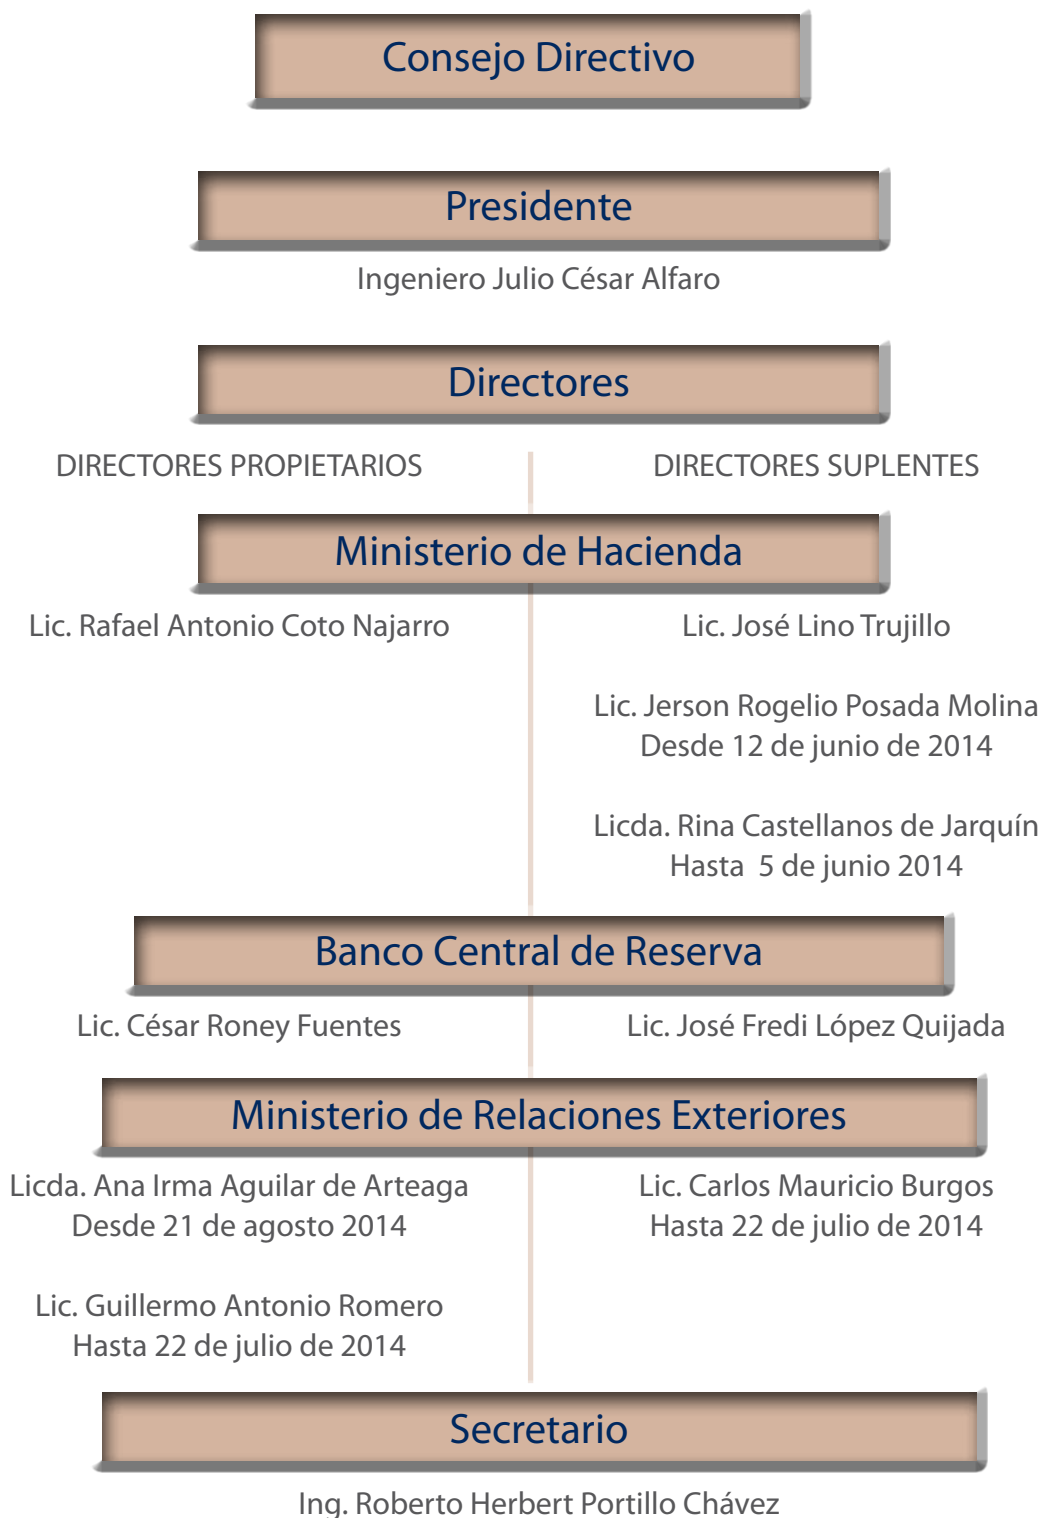 Consejo Directivo
Presidente
Ingeniero Julio César Alfaro
Directores
DIRECTORES PROPIETARIOS
DIRECTORES SUPLENTES
Ministerio de Hacienda
Lic. Rafael Antonio Coto Najarro
Lic. José Lino Trujillo
Lic. Jerson Rogelio Posada Molina
Desde 12 de junio de 2014
Licda. Rina Castellanos de Jarquín
Hasta  5 de junio 2014
Banco Central de Reserva
Lic. César Roney Fuentes
Lic. José Fredi López Quijada
Ministerio de Relaciones Exteriores
Licda. Ana Irma Aguilar de Arteaga
Desde 21 de agosto 2014
Lic. Guillermo Antonio Romero
Hasta 22 de julio de 2014
Lic. Carlos Mauricio Burgos
Hasta 22 de julio de 2014
Secretario
Ing. Roberto Herbert Portillo Chávez